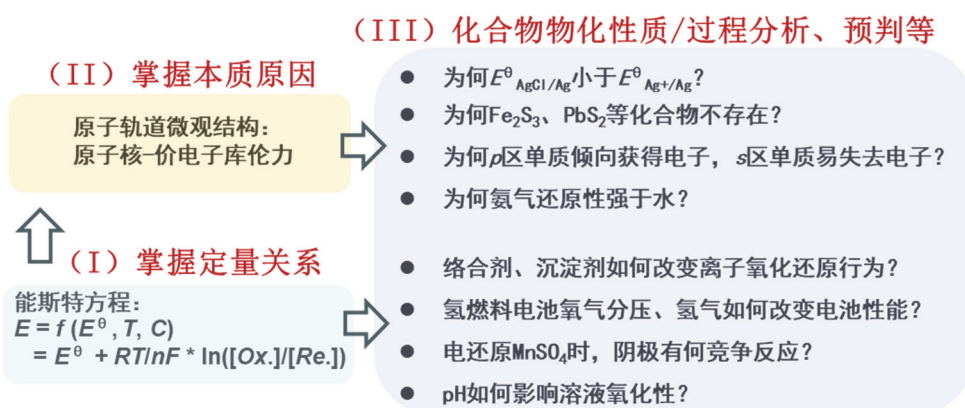 (III) 化合物物化性质/过程分析、预判等
(II) 掌握本质原因
原子轨道微观结构：
原子核-价电子库伦力
(I) 掌握定量关系
能斯特方程：
E = f (Eᶿ, T, C)
= Eᶿ + RT/nF * ln([Ox.]/[Re.])
● 为何Eᶿ AgCl/Ag小于Eᶿ Ag+/Ag?
● 为何Fe₂S₃、PbS₂等化合物不存在？
● 为何p区单质倾向获得电子，s区单质易失去电子？
● 为何氨气还原性强于水？
● 络合剂、沉淀剂如何改变离子氧化还原行为？
● 氢燃料电池氧气分压、氢气如何改变电池性能？
● 电还原MnSO₄时，阴极有何竞争反应？
● pH如何影响溶液氧化性？